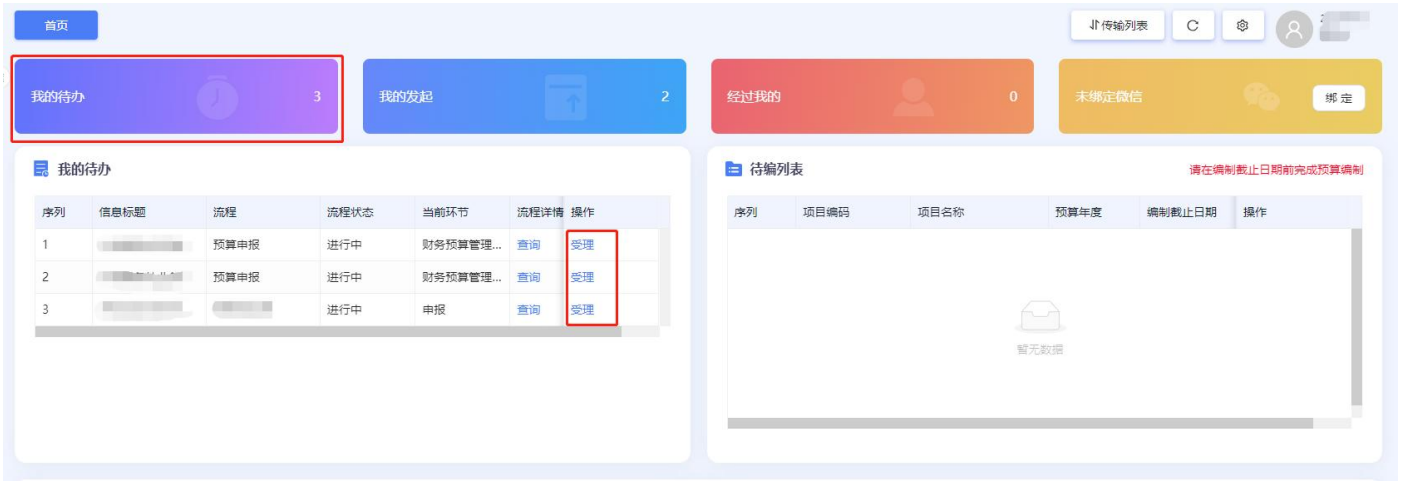 首页
传输列表
我的待办 3
我的发起 2
经过我的 0
未绑定微信 绑定
我的待办
序列 信息标题 流程 流程状态 当前环节 流程详情 操作
1 预算申报 进行中 财务预算管理... 查询 受理
2 预算申报 进行中 财务预算管理... 查询 受理
3 进行中 申报 查询 受理
待编列表 请在编制截止日期前完成预算编制
序列 项目编码 项目名称 预算年度 编制截止日期 操作
暂无数据